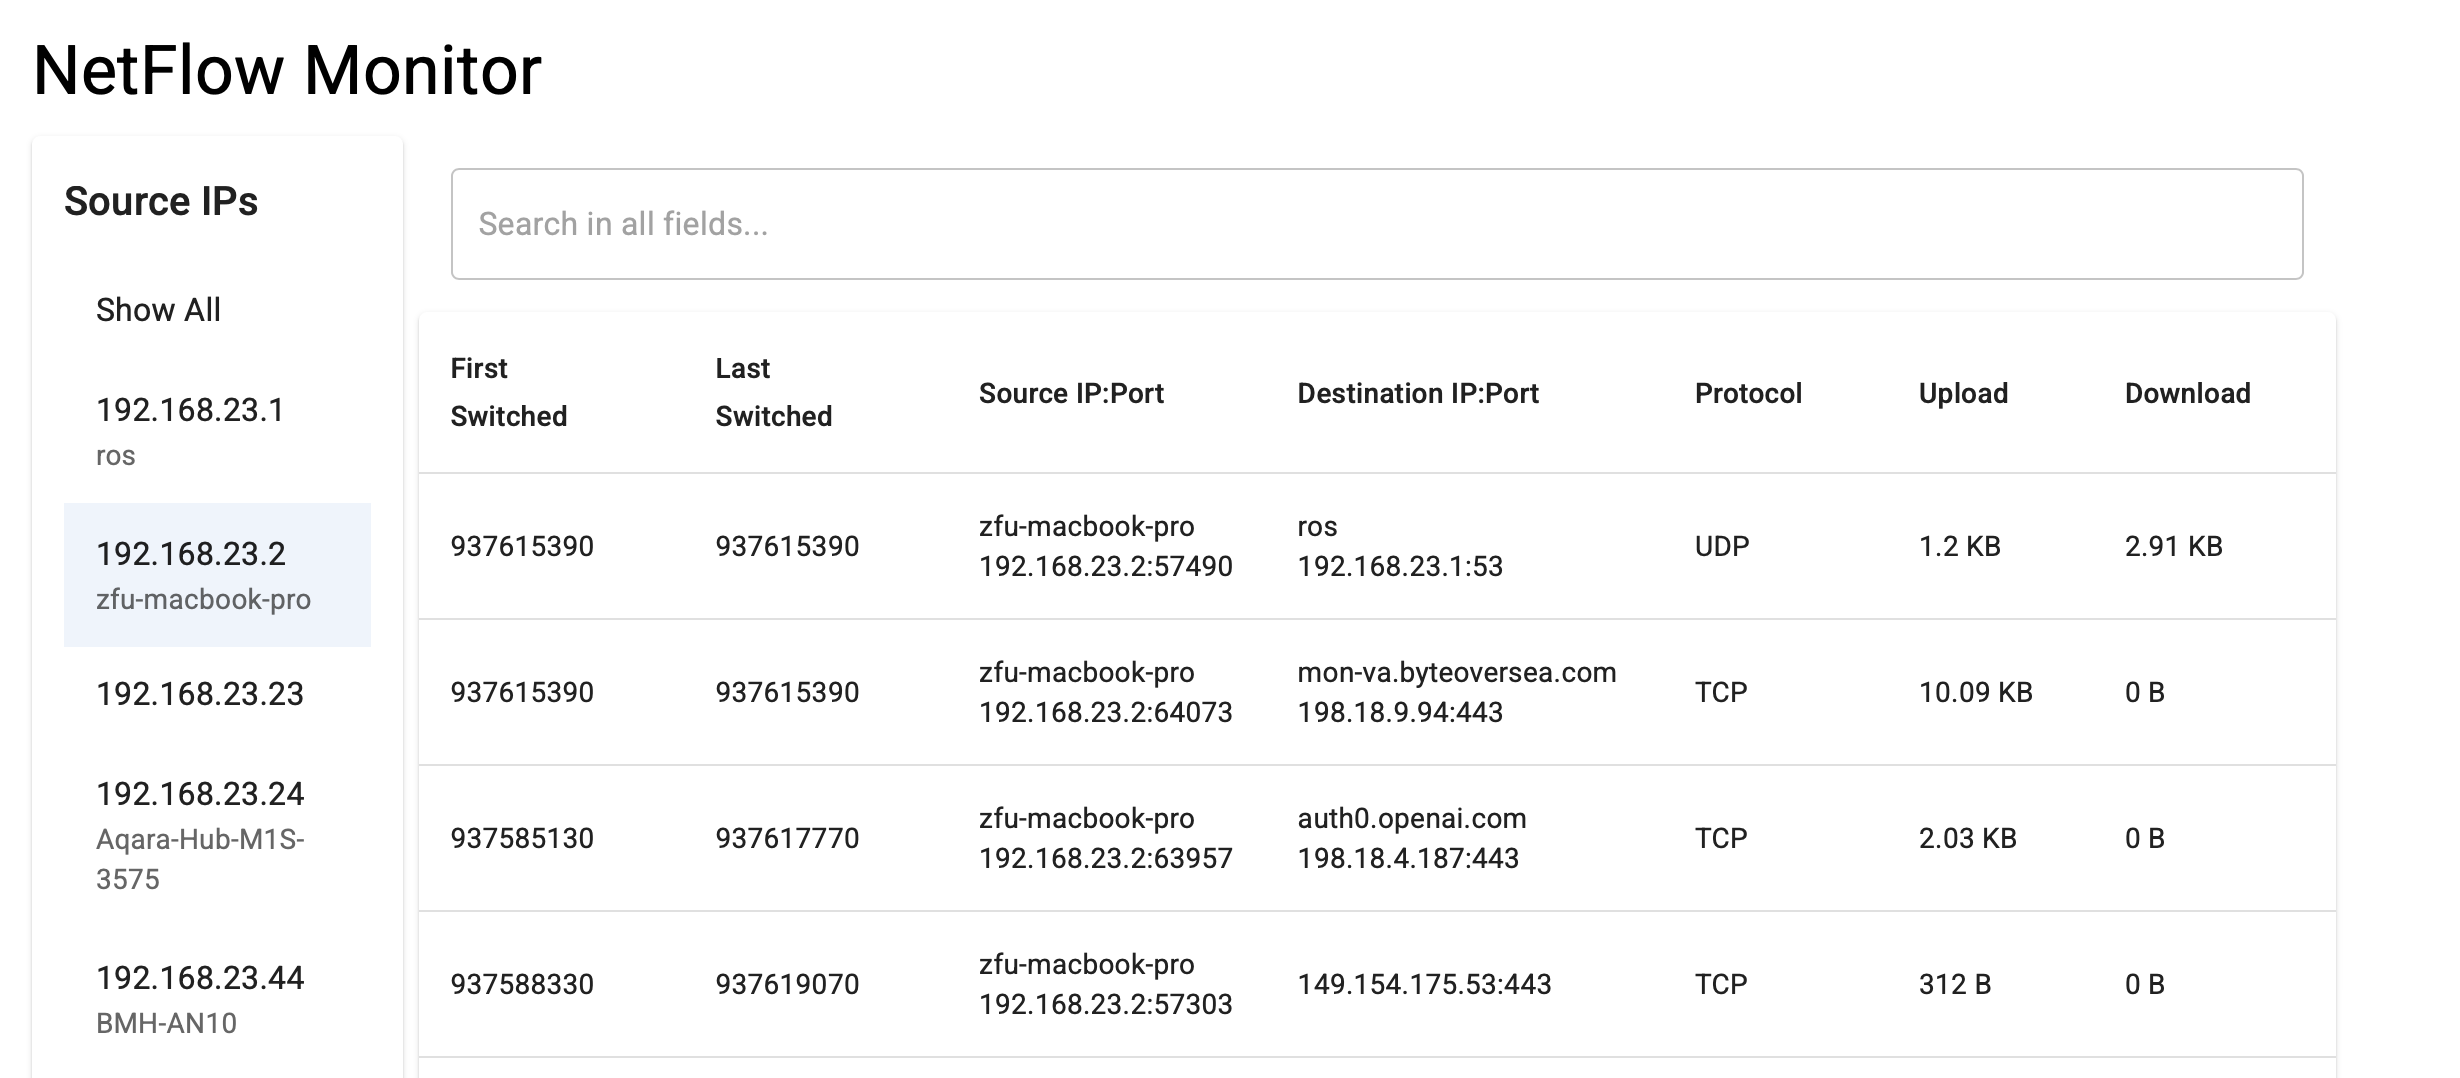 NetFlow Monitor
Source IPs
Show All
192.168.23.1
ros
192.168.23.2
zfu-macbook-pro
192.168.23.23
192.168.23.24
Aqara-Hub-M1S-
3575
192.168.23.44
BMH-AN10
Search in all fields...
First
Switched
Last
Switched
Source IP:Port
Destination IP:Port
Protocol
Upload
Download
937615390
937615390
zfu-macbook-pro
192.168.23.2:57490
ros
192.168.23.1:53
UDP
1.2 KB
2.91 KB
937615390
937615390
zfu-macbook-pro
192.168.23.2:64073
mon-va.byteoversea.com
198.18.9.94:443
TCP
10.09 KB
0 B
937585130
937617770
zfu-macbook-pro
192.168.23.2:63957
auth0.openai.com
198.18.4.187:443
TCP
2.03 KB
0 B
937588330
937619070
zfu-macbook-pro
192.168.23.2:57303
149.154.175.53:443
TCP
312 B
0 B